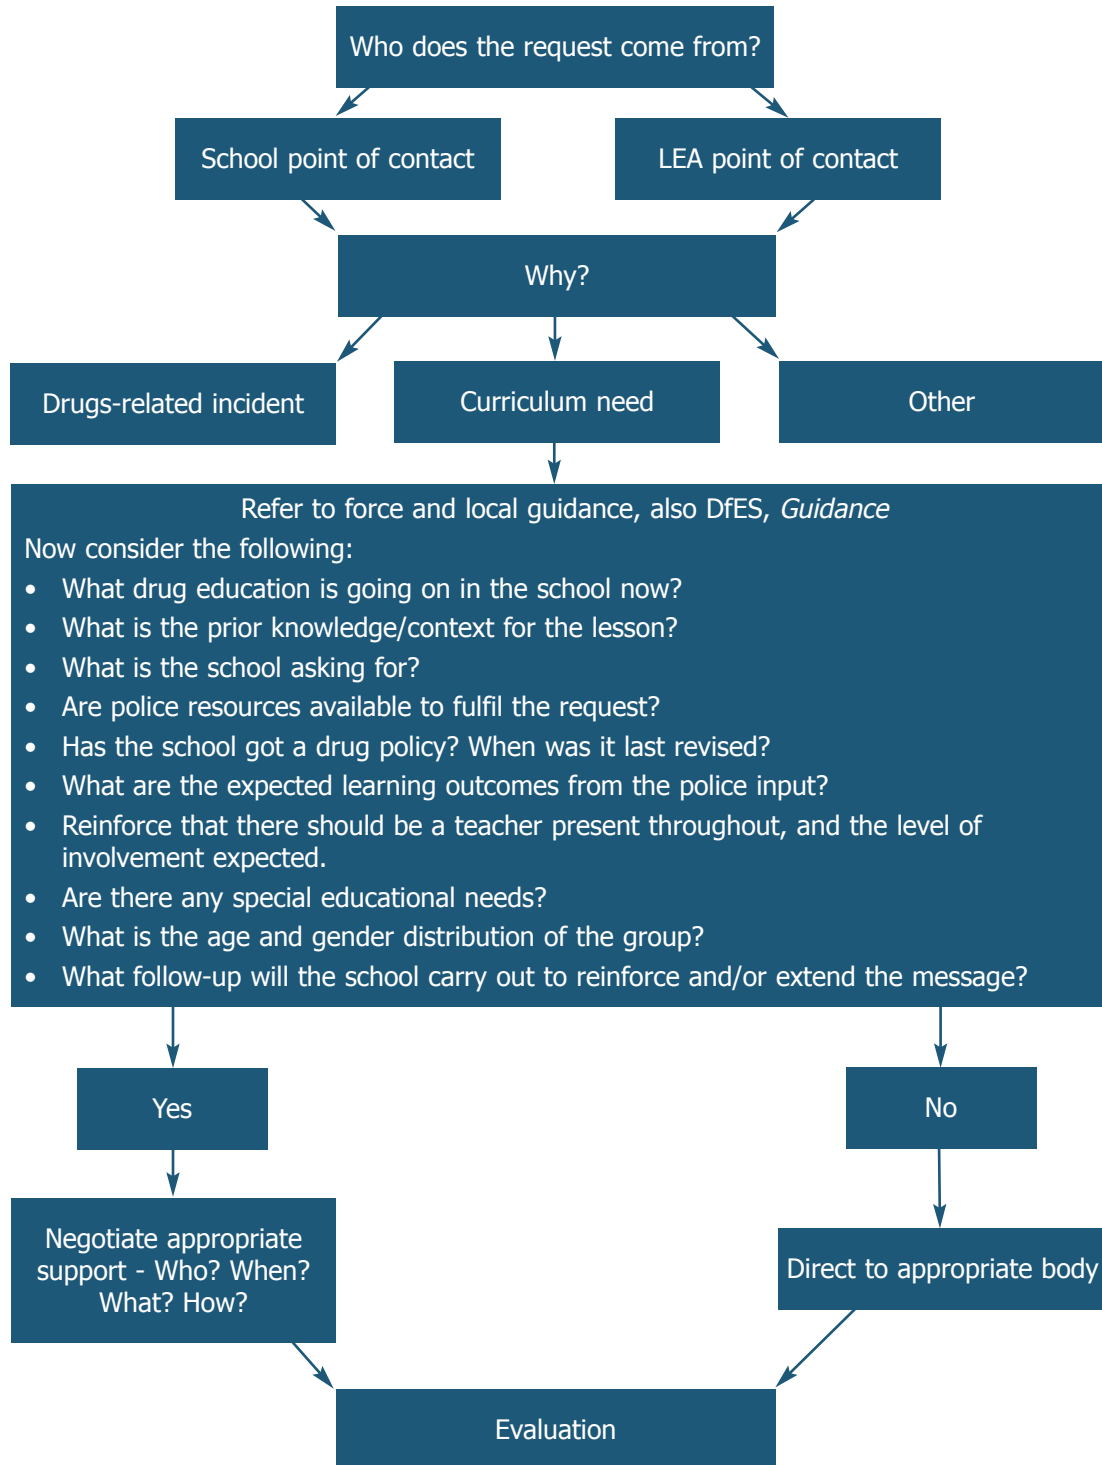 Who does the request come from?
School point of contact
LEA point of contact
Why?
Drugs-related incident
Curriculum need
Other
Refer to force and local guidance, also DfES, Guidance
Now consider the following:
• What drug education is going on in the school now?
• What is the prior knowledge/context for the lesson?
• What is the school asking for?
• Are police resources available to fulfil the request?
• Has the school got a drug policy? When was it last revised?
• What are the expected learning outcomes from the police input?
• Reinforce that there should be a teacher present throughout, and the level of
involvement expected.
• Are there any special educational needs?
• What is the age and gender distribution of the group?
• What follow-up will the school carry out to reinforce and/or extend the message?
Yes
No
Negotiate appropriate
support - Who? When?
What? How?
Direct to appropriate body
Evaluation